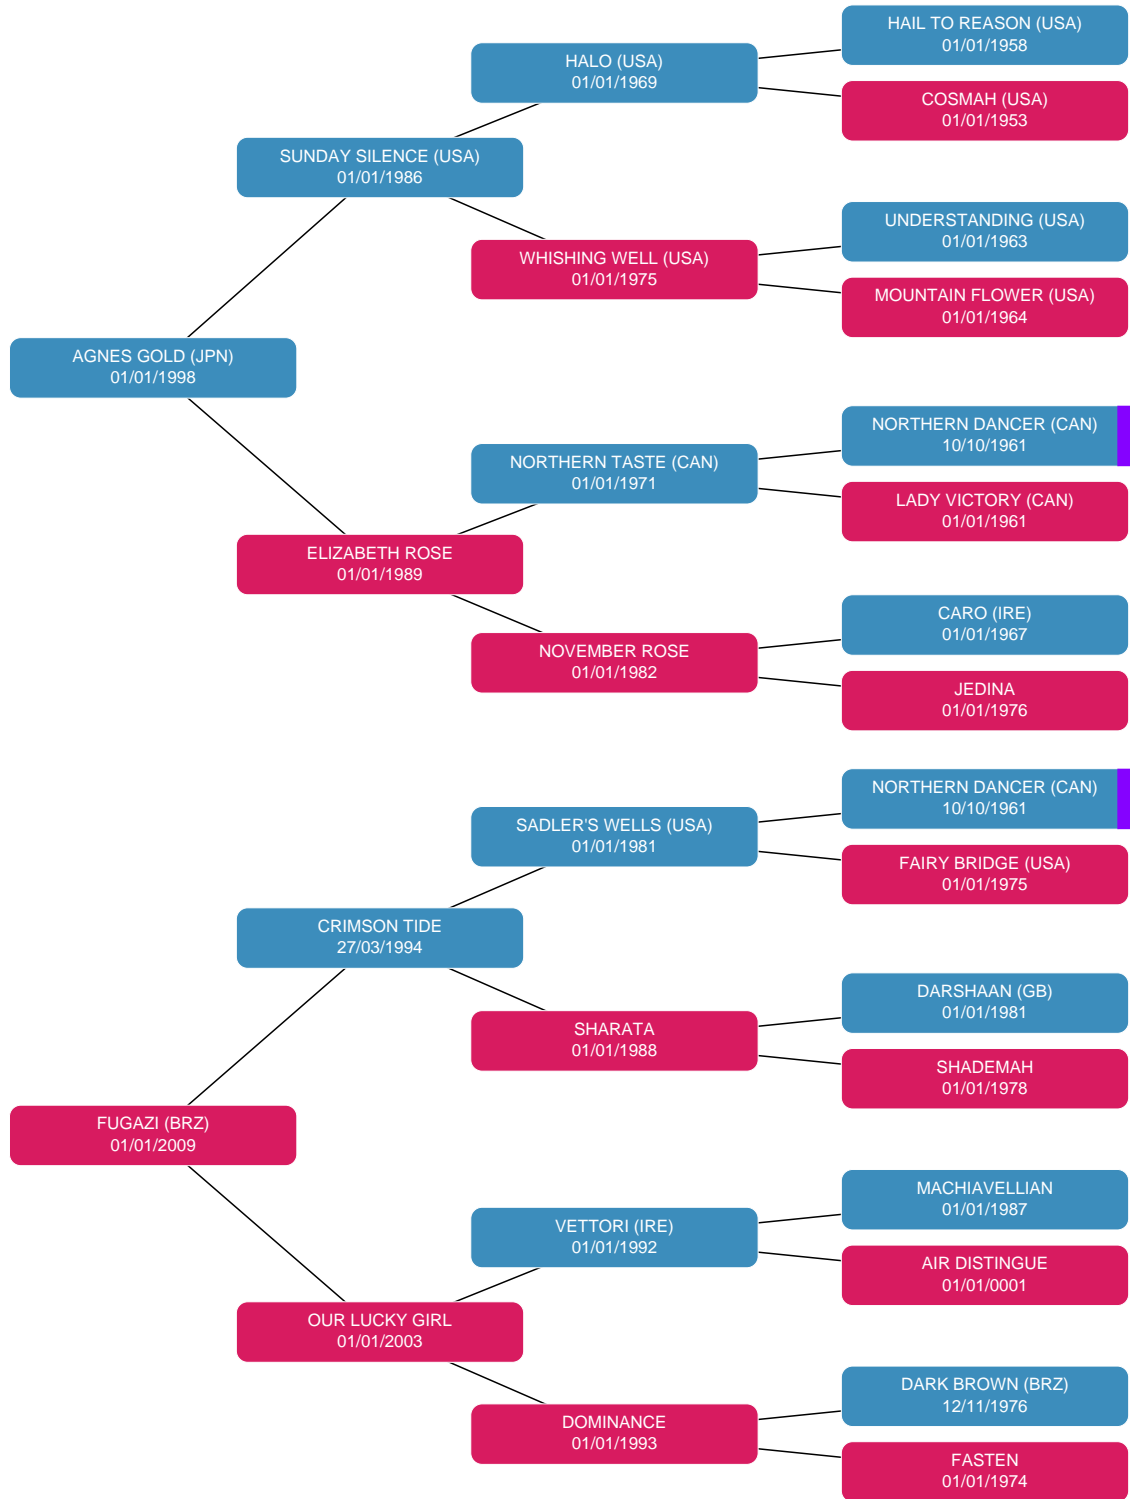 HAIL TO REASON (USA)
01/01/1958
HALO (USA)
01/01/1969
COSMAH (USA)
01/01/1953
SUNDAY SILENCE (USA)
01/01/1986
UNDERSTANDING (USA)
01/01/1963
WHISHING WELL (USA)
01/01/1975
MOUNTAIN FLOWER (USA)
01/01/1964
AGNES GOLD (JPN)
01/01/1998
NORTHERN DANCER (CAN)
10/10/1961
NORTHERN TASTE (CAN)
01/01/1971
LADY VICTORY (CAN)
01/01/1961
ELIZABETH ROSE
01/01/1989
CARO (IRE)
01/01/1967
NOVEMBER ROSE
01/01/1982
JEDINA
01/01/1976
NORTHERN DANCER (CAN)
10/10/1961
SADLER'S WELLS (USA)
01/01/1981
FAIRY BRIDGE (USA)
01/01/1975
CRIMSON TIDE
27/03/1994
DARSHAAN (GB)
01/01/1981
SHARATA
01/01/1988
SHADEMAH
01/01/1978
FUGAZI (BRZ)
01/01/2009
MACHIAVELLIAN
01/01/1987
VETTORI (IRE)
01/01/1992
AIR DISTINGUE
01/01/0001
OUR LUCKY GIRL
01/01/2003
DARK BROWN (BRZ)
12/11/1976
DOMINANCE
01/01/1993
FASTEN
01/01/1974